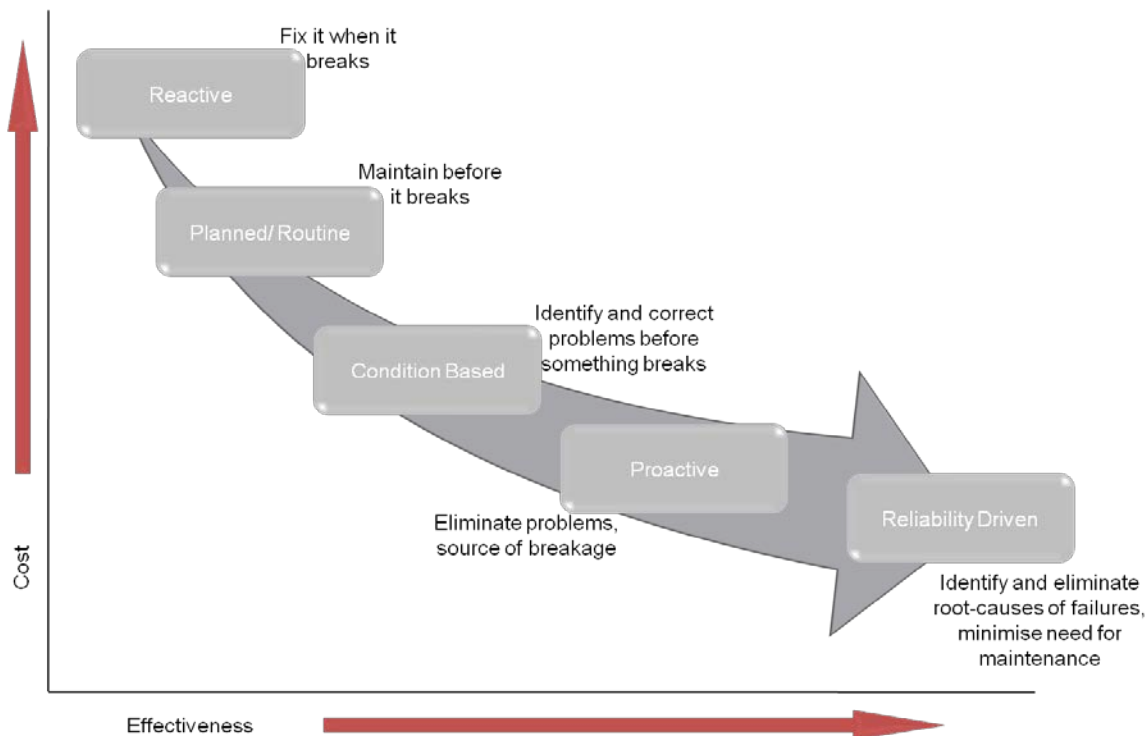 Fix it when it
breaks
Reactive
Maintain before
it breaks
Planned/ Routine
Identify and correct
problems before
something breaks
Condition Based
Proactive
Eliminate problems,
source of breakage
Reliability Driven
Identify and eliminate
root-causes of failures,
minimise need for
maintenance
Cost
Effectiveness